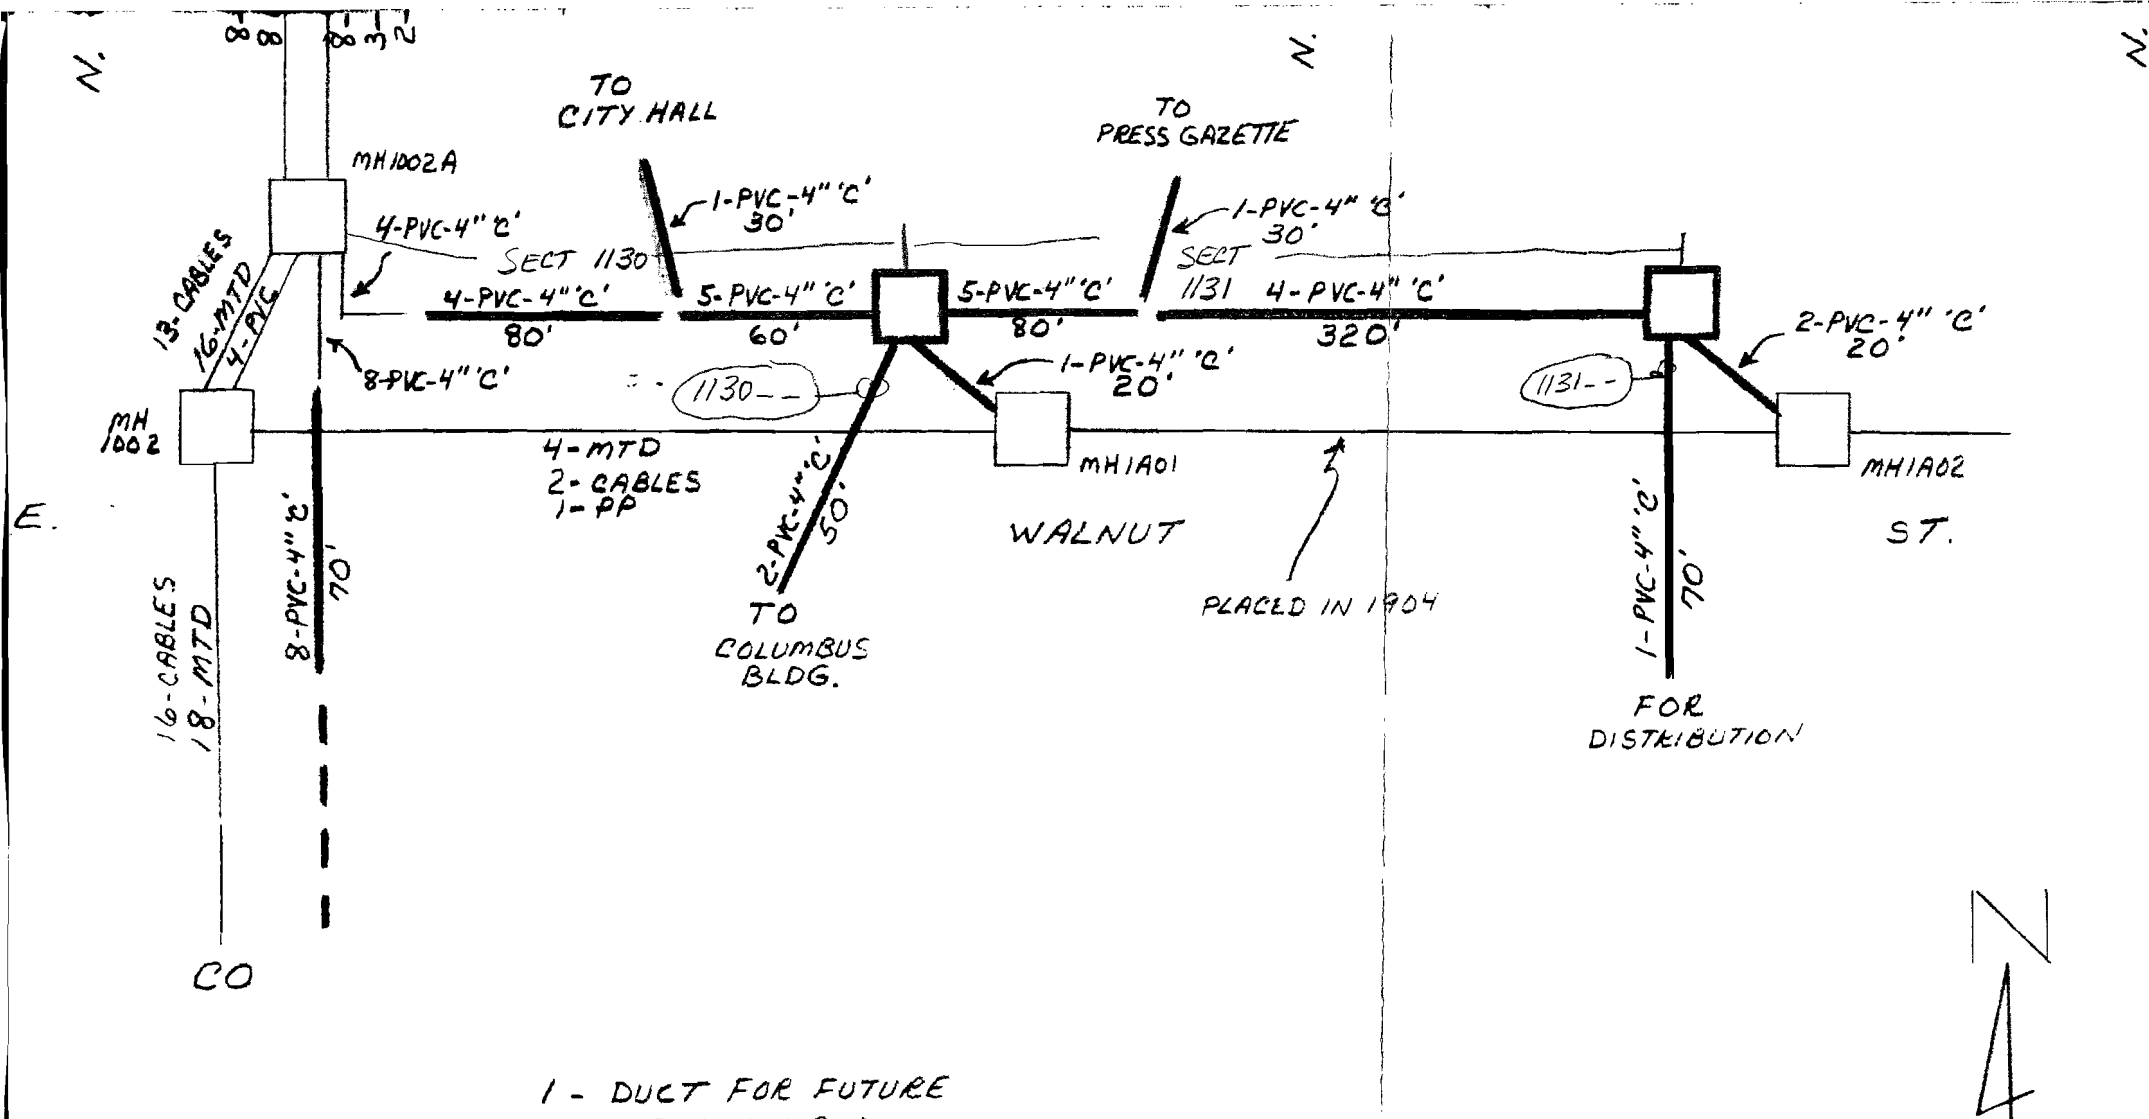 8-
8
8-
3-
2-
N.
N.
N.
TO
CITY HALL
TO
PRESS GAZETTE
MH1002A
1-PVC-4" 'C'
30'
1-PVC-4" 'C'
30'
4-PVC-4" 'C'
SECT 1130
SECT
1131
13-CABLES
16-MTD
4-PVC
4-PVC-4" 'C'
80'
5-PVC-4" 'C'
60'
5-PVC-4" 'C'
80'
4-PVC-4" 'C'
320'
2-PVC-4" 'C'
20'
8-PVC-4" 'C'
1130--
1-PVC-4" 'C'
20'
1131--
MH
1002
4-MTD
2-CABLES
1-PP
MH1A01
MH1A02
E.
8-PVC-4" 'C'
70'
2-PVC-4" 'C'
50'
WALNUT
ST.
1-PVC-4" 'C'
70'
16-CABLES
18-MTD
TO
COLUMBUS
BLDG.
PLACED IN 1904
FOR
DISTRIBUTION
CO
N
1 - DUCT FOR FUTURE